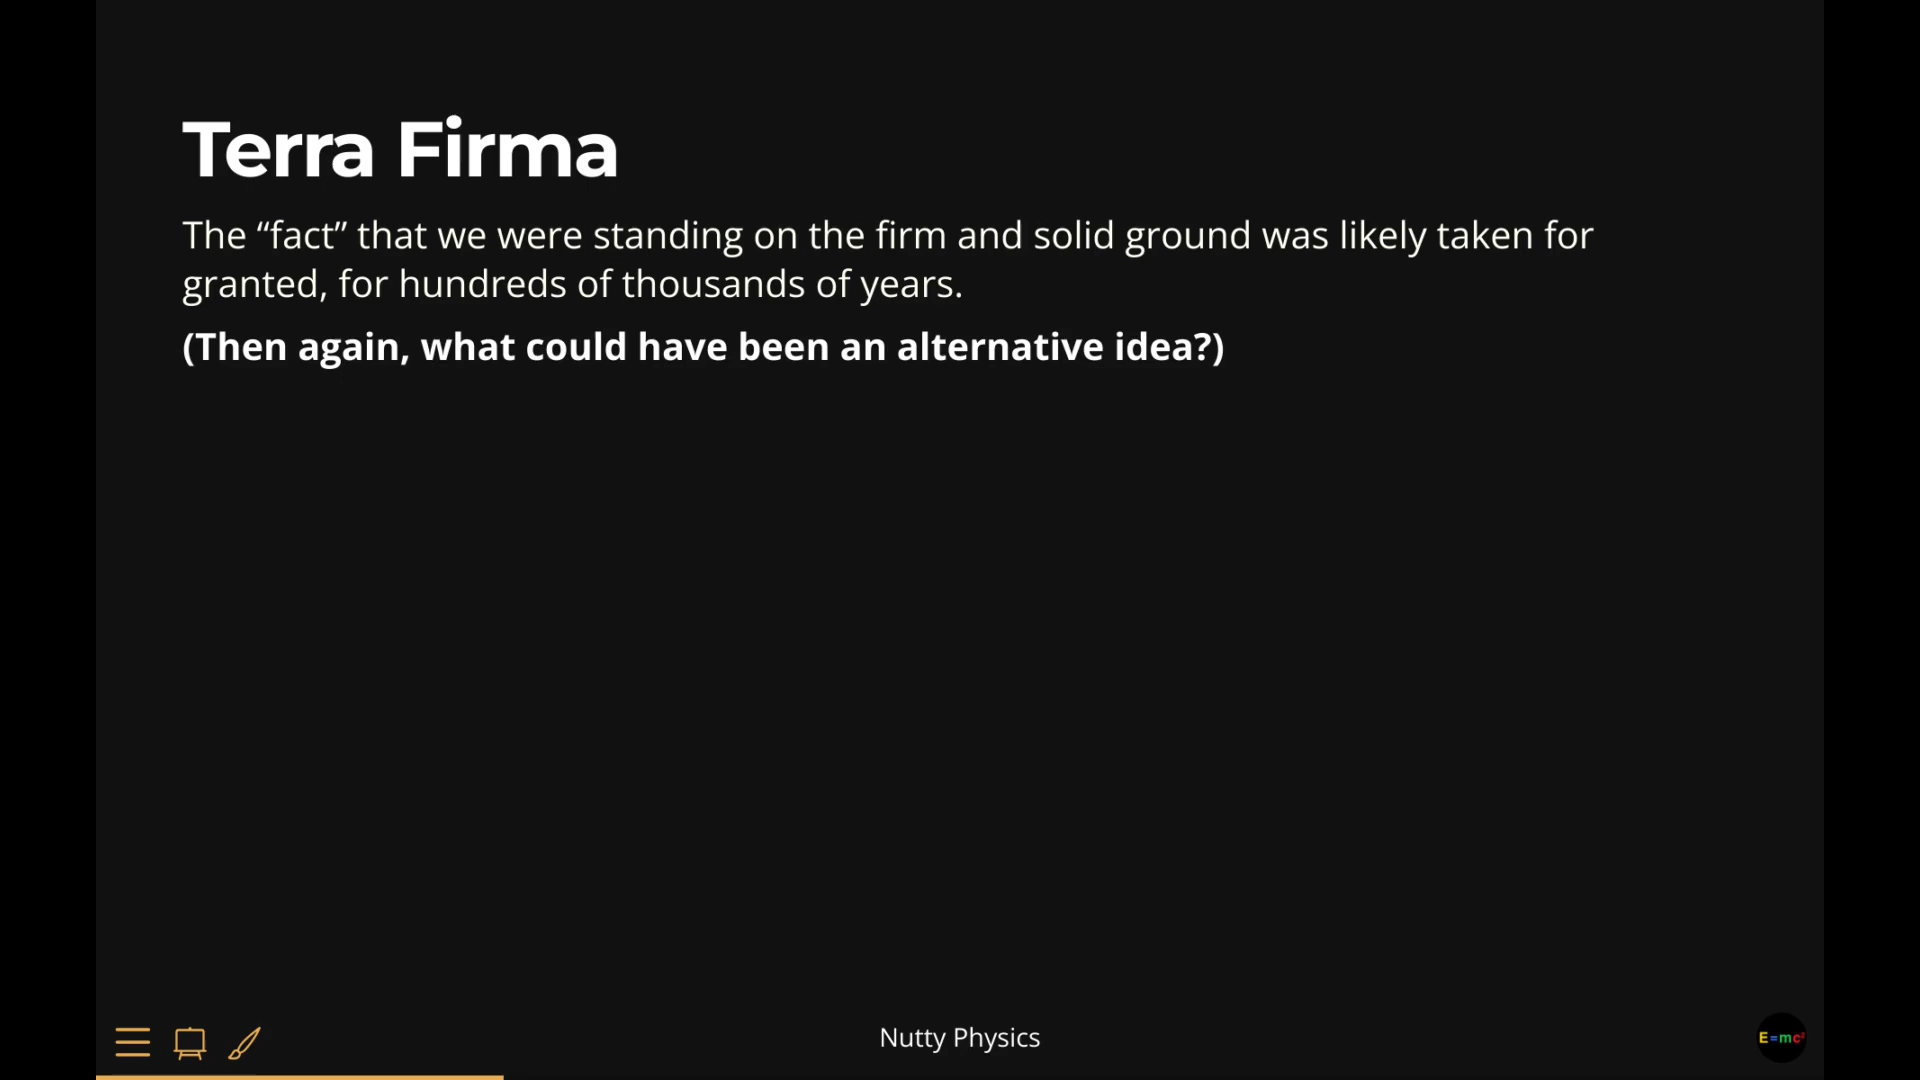 Terra Firma
The “fact” that we were standing on the firm and solid ground was likely taken for
granted, for hundreds of thousands of years.
(Then again, what could have been an alternative idea?)
Nutty Physics
E=mc²